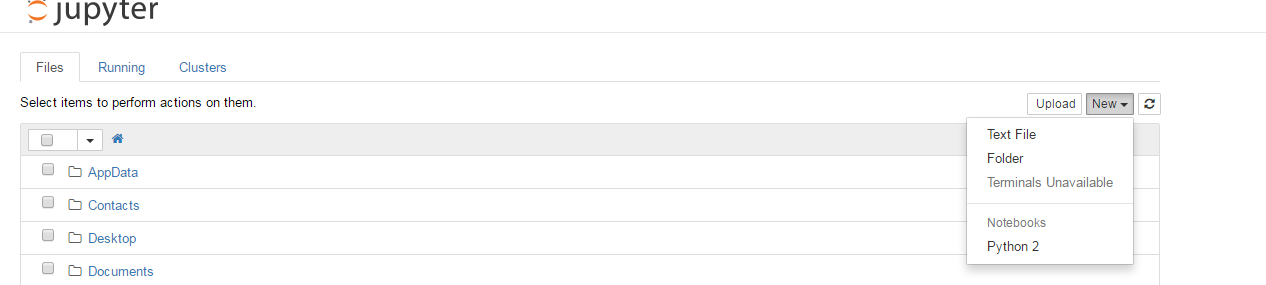 jupyter
Files Running Clusters
Select items to perform actions on them.
Upload New
Text File
Folder
Terminals Unavailable
Notebooks
Python 2
AppData
Contacts
Desktop
Documents